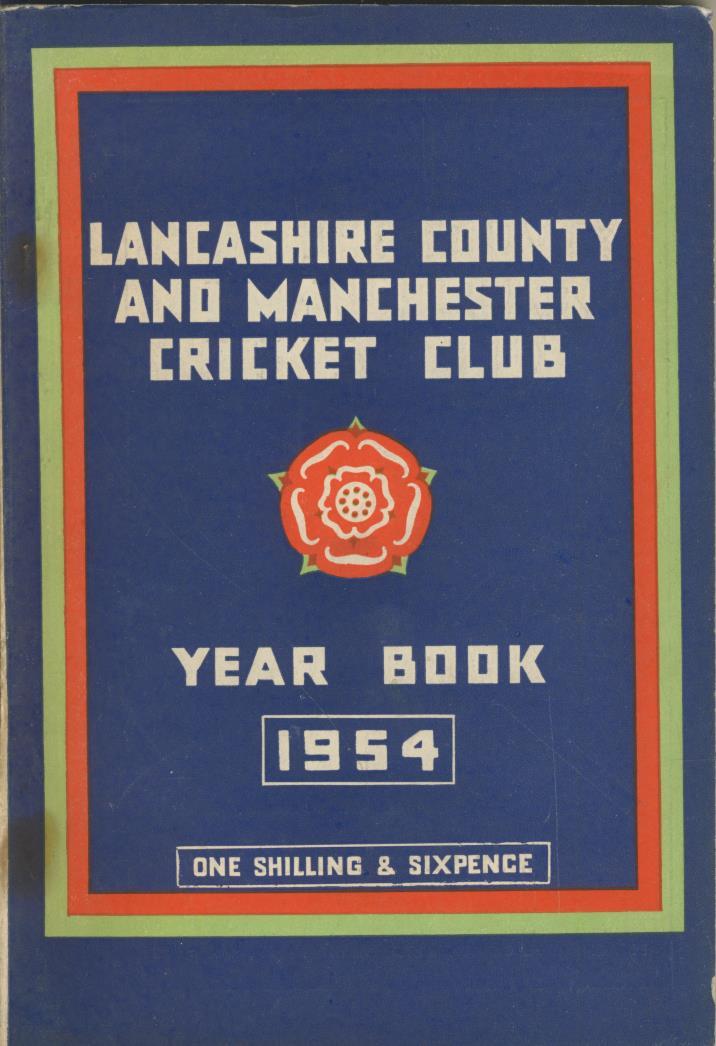 LANCASHIRE COUNTY
AND MANCHESTER
CRICKET CLUB
YEAR BOOK
1954
ONE SHILLING & SIXPENCE